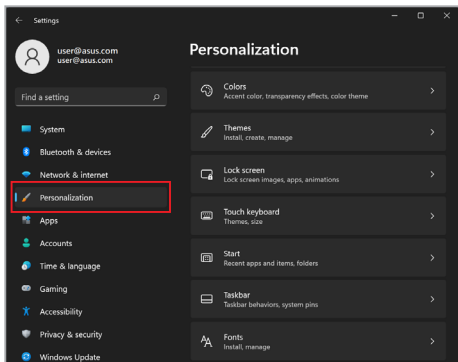 Settings
user@asus.com
user@asus.com
Find a setting
System
Bluetooth & devices
Network & internet
Personalization
Apps
Accounts
Time & language
Gaming
Accessibility
Privacy & security
Windows Update
Personalization
Colors
Accent color, transparency effects, color theme
Themes
Install, create, manage
Lock screen
Lock screen images, apps, animations
Touch keyboard
Themes, size
Start
Recent apps and items, folders
Taskbar
Taskbar behaviors, system pins
Fonts
Install, manage